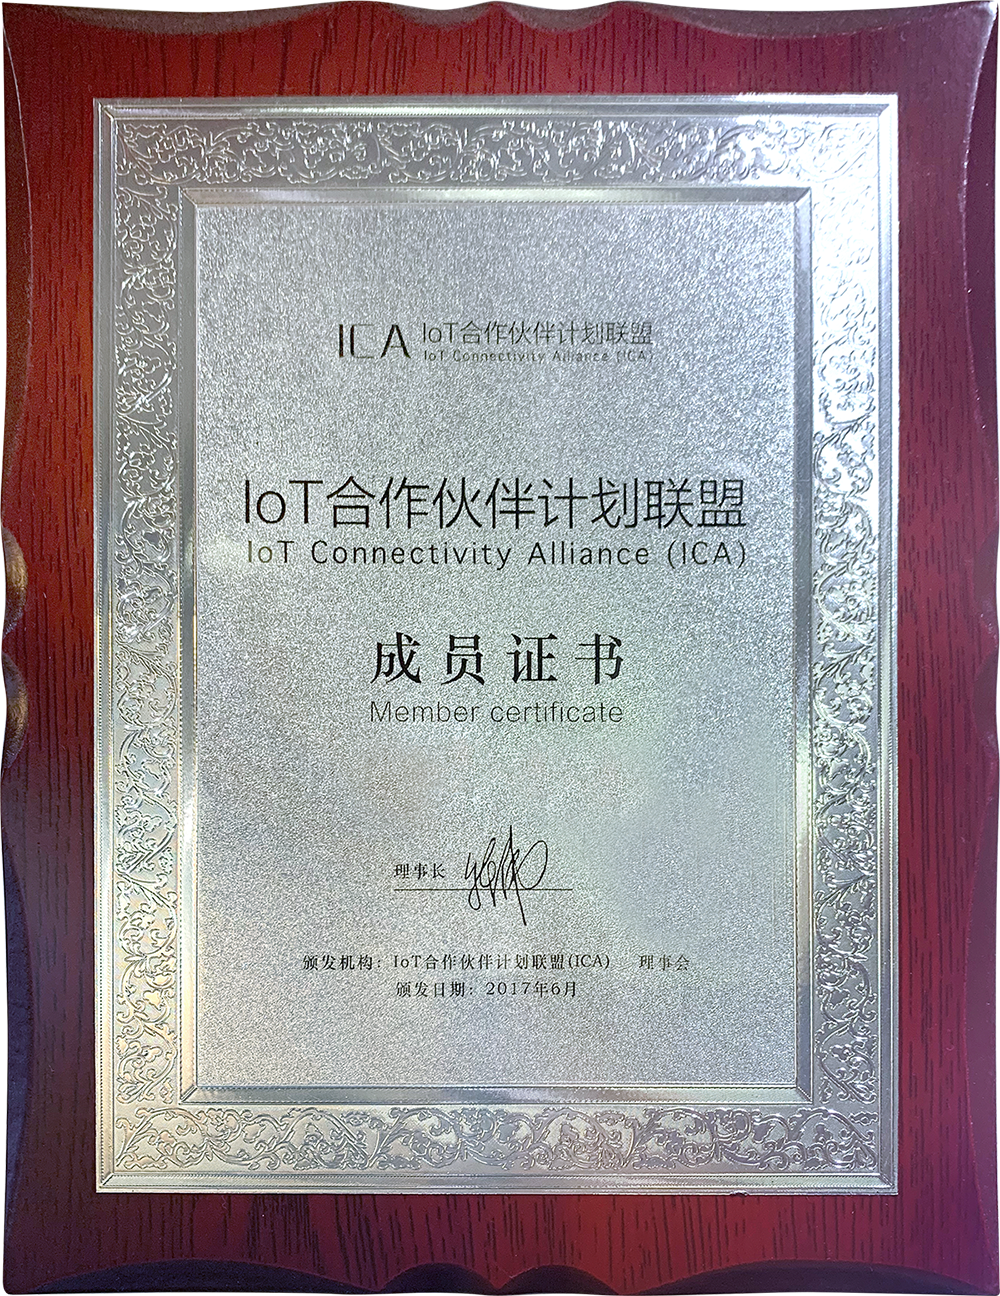 ICA IoT合作伙伴计划联盟
IoT Connectivity Alliance (ICA)
IoT合作伙伴计划联盟
IoT Connectivity Alliance (ICA)
成员证书
Member certificate
理事长
颁发机构：IoT合作伙伴计划联盟(ICA) 理事会
颁发日期：2017年6月